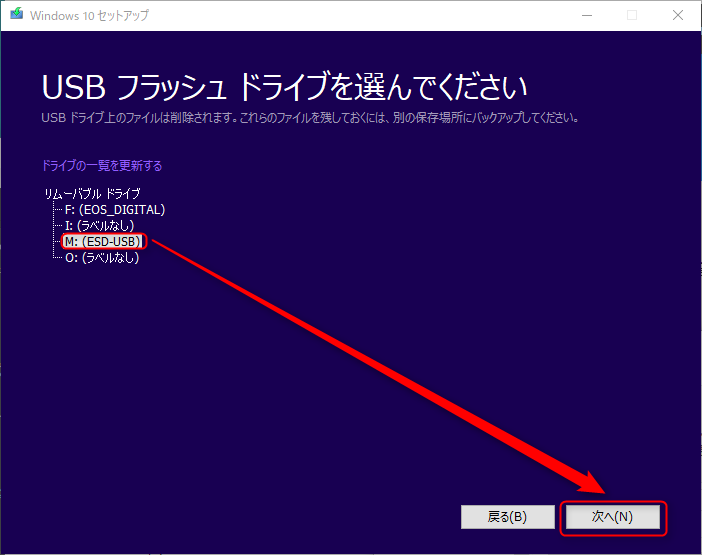 Windows 10 セットアップ
USB フラッシュ ドライブを選んでください
USB ドライブ上のファイルは削除されます。これらのファイルを残しておくには、別の保存場所にバックアップしてください。
ドライブの一覧を更新する
リムーバブル ドライブ
F: (EOS_DIGITAL)
I: (ラベルなし)
M: (ESD-USB)
O: (ラベルなし)
戻る(B)
次へ(N)